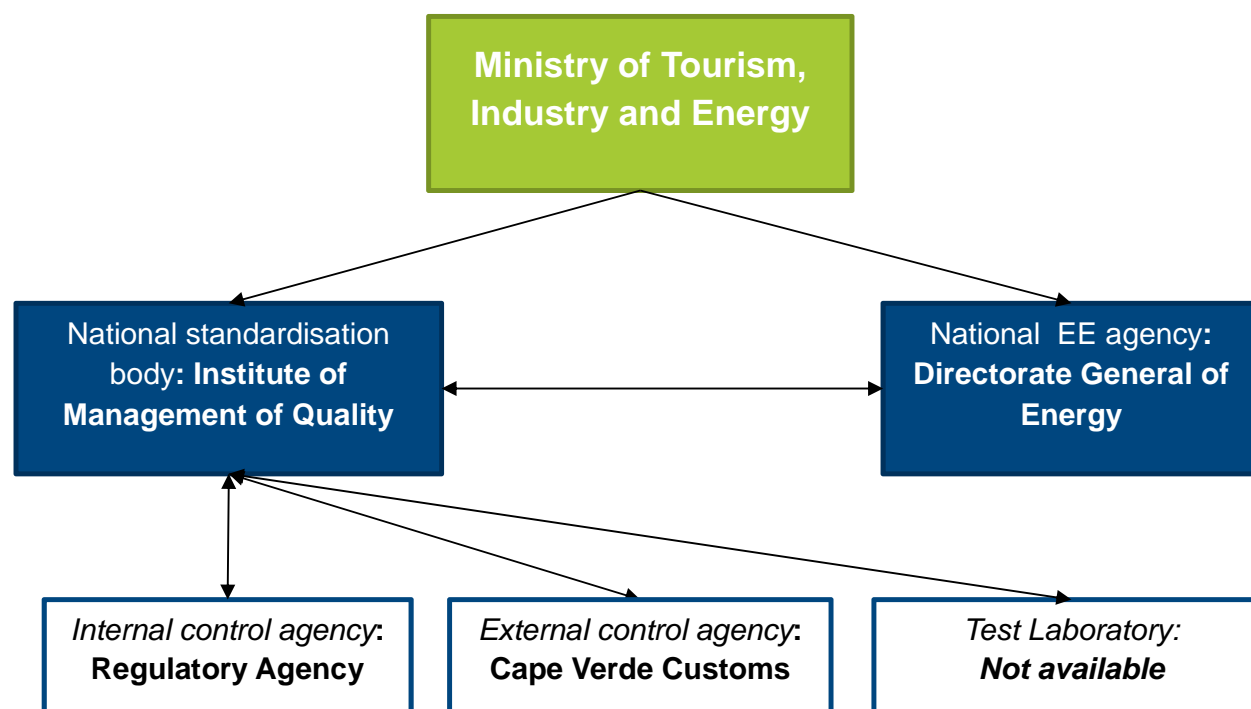 Ministry of Tourism,
Industry and Energy
National standardisation
body: Institute of
Management of Quality
National  EE agency:
Directorate General of
Energy
Internal control agency:
Regulatory Agency
External control agency:
Cape Verde Customs
Test Laboratory:
Not available